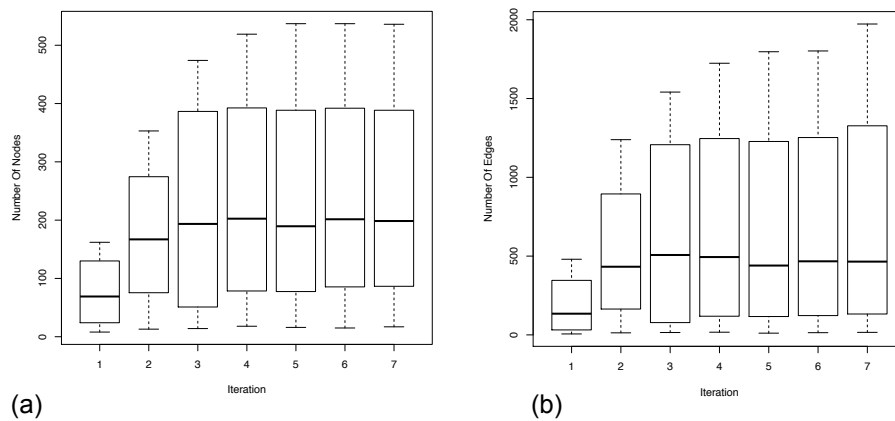 Number Of Nodes
500
400
300
200
100
0
1 2 3 4 5 6 7
Iteration
(a)
Number Of Edges
2000
1500
1000
500
0
1 2 3 4 5 6 7
Iteration
(b)